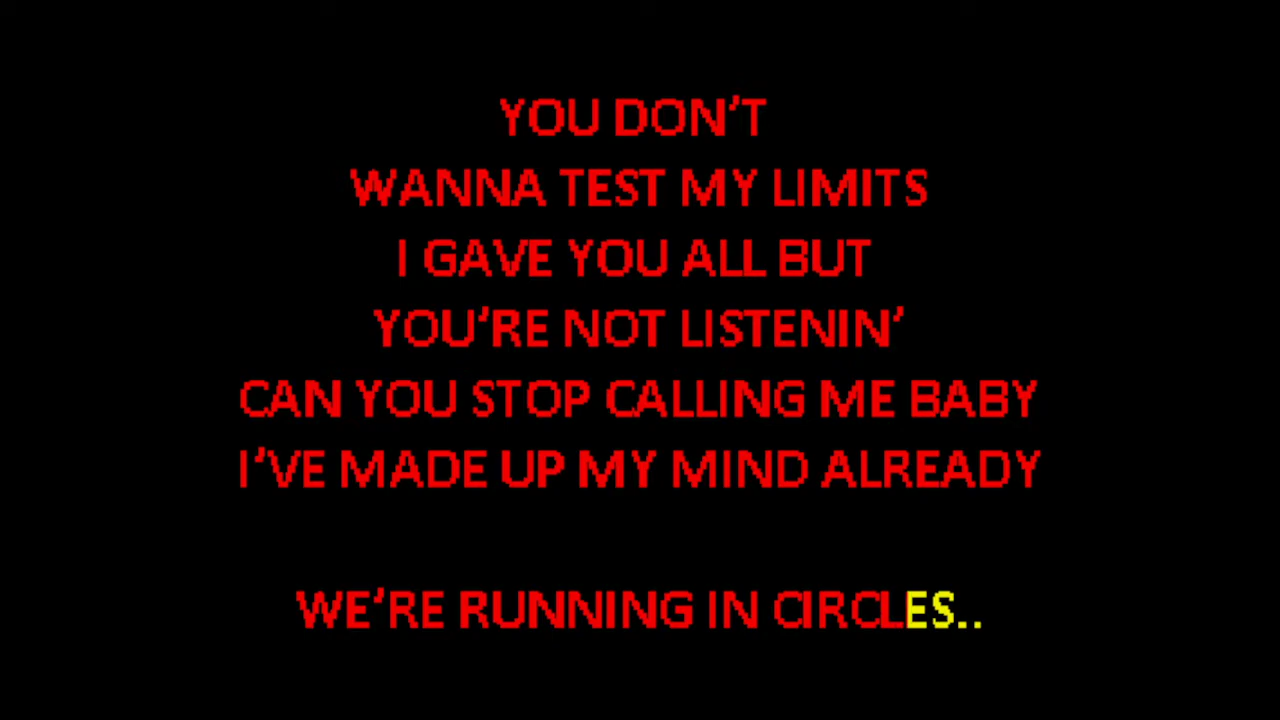 YOU DON’T
WANNA TEST MY LIMITS
I GAVE YOU ALL BUT
YOU’RE NOT LISTENIN’
CAN YOU STOP CALLING ME BABY
I’VE MADE UP MY MIND ALREADY
WE’RE RUNNING IN CIRCLES..